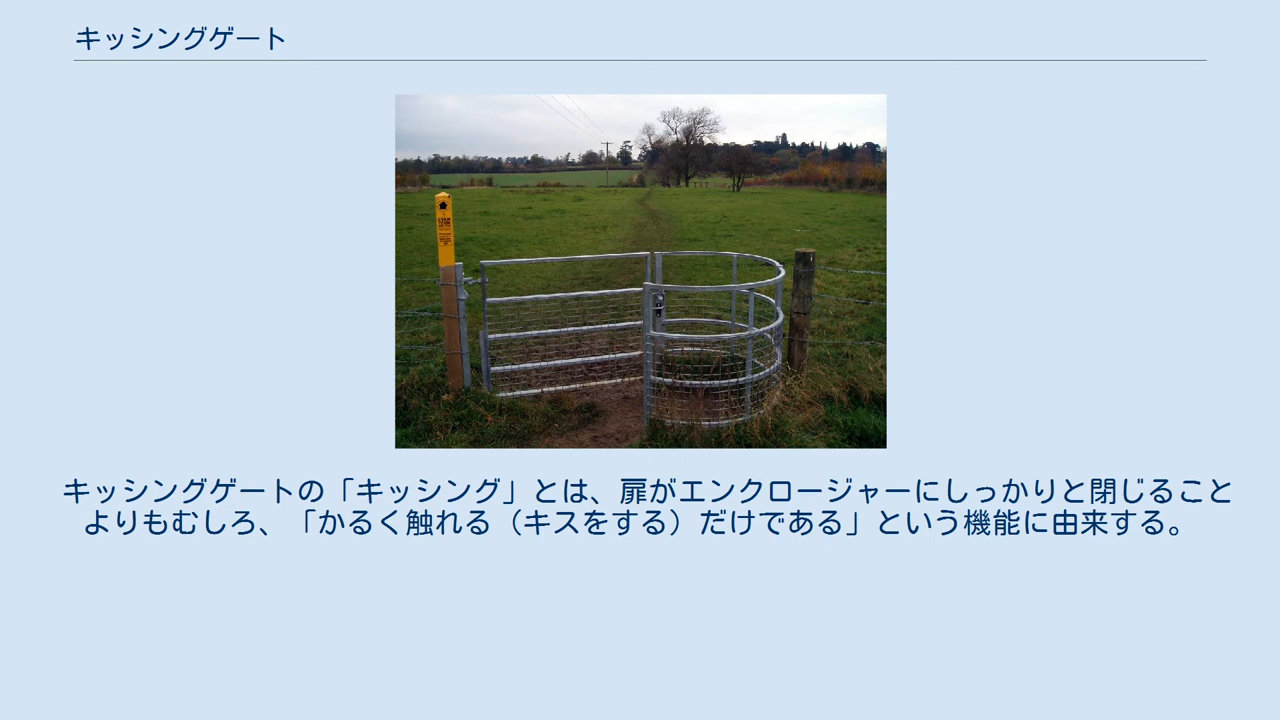 キッシングゲート
キッシングゲートの「キッシング」とは、扉がエンクロージャーにしっかりと閉じること
よりもむしろ、「かるく触れる（キスをする）だけである」という機能に由来する。